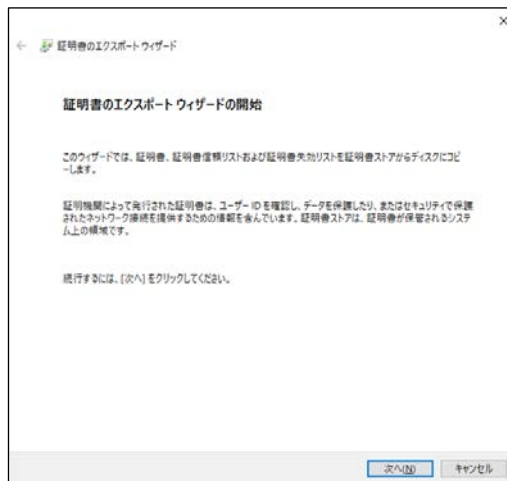 証明書のエクスポート ウィザード
証明書のエクスポート ウィザードの開始
このウィザードでは、証明書、証明書信頼リストおよび証明書失効リストを証明書ストアからディスクにコピ
ーします。
証明機関によって発行された証明書は、ユーザー ID を確認し、データを保護したり、またはセキュリティで保護
されたネットワーク接続を提供するための情報を含んでいます。証明書ストアは、証明書が保管されるシステ
ム上の領域です。
続行するには、[次へ] をクリックしてください。
次へ(N) キャンセル